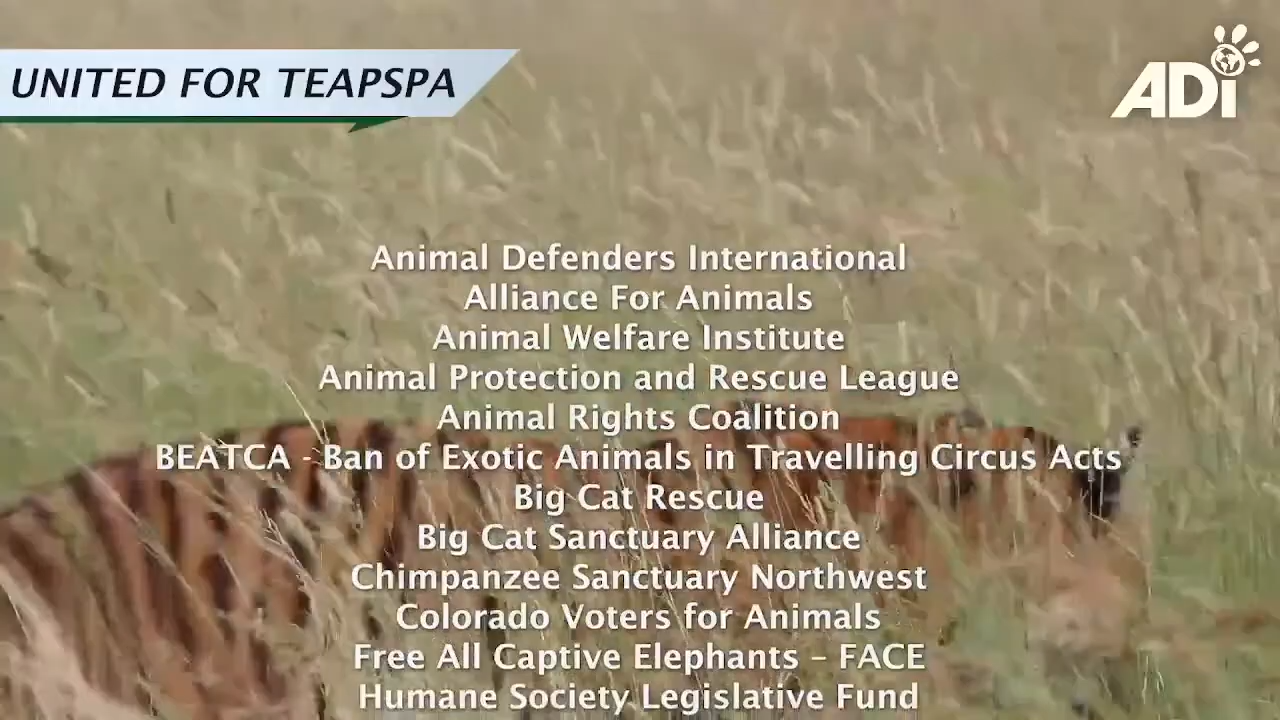 UNITED FOR TEAPSPA
ADi
Animal Defenders International
Alliance For Animals
Animal Welfare Institute
Animal Protection and Rescue League
Animal Rights Coalition
BEATCA - Ban of Exotic Animals in Travelling Circus Acts
Big Cat Rescue
Big Cat Sanctuary Alliance
Chimpanzee Sanctuary Northwest
Colorado Voters for Animals
Free All Captive Elephants – FACE
Humane Society Legislative Fund